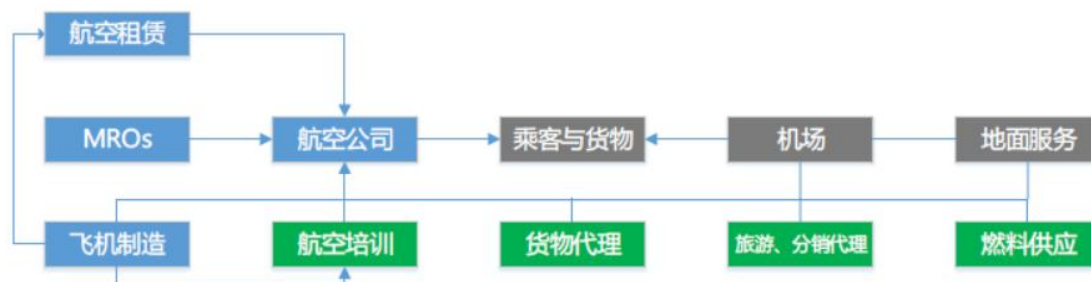 航空租赁
MROs
航空公司
乘客与货物
机场
地面服务
飞机制造
航空培训
货物代理
旅游、分销代理
燃料供应